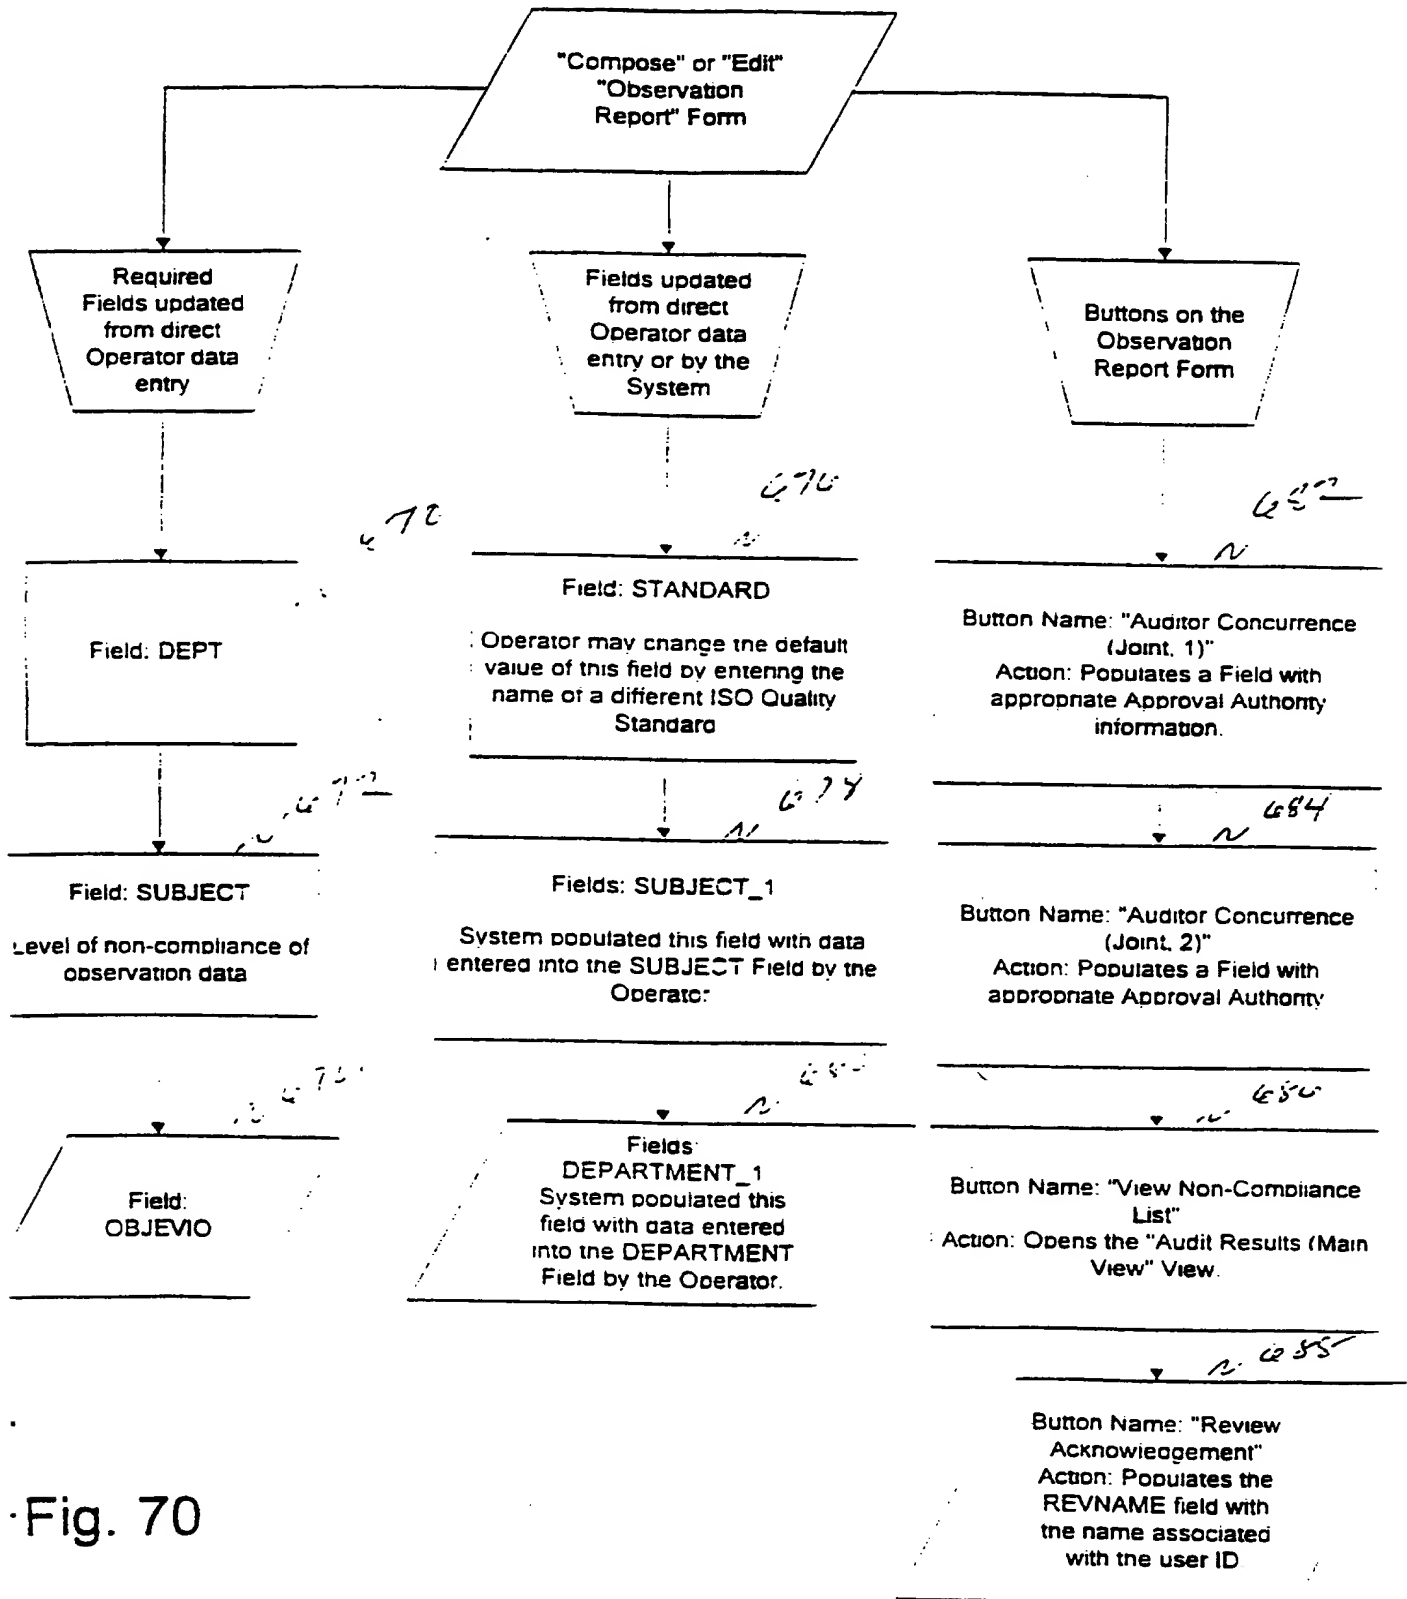 "Compose" or "Edit"
"Observation
Report" Form
Required
Fields updated
from direct
Operator data
entry
Fields updated
from direct
Operator data
entry or by the
System
Buttons on the
Observation
Report Form
Field: DEPT
Field: STANDARD
Operator may change the default
value of this field by entering the
name of a different ISO Quality
Standard
Button Name: "Auditor Concurrence
(Joint, 1)"
Action: Populates a Field with
appropriate Approval Authority
information.
678
684
Field: SUBJECT
Level of non-compliance of
observation data
Fields: SUBJECT_1
System populated this field with data
entered into the SUBJECT Field by the
Operator.
Button Name: "Auditor Concurrence
(Joint, 2)"
Action: Populates a Field with
appropriate Approval Authority
Field:
OBJEVIO
Fields:
DEPARTMENT_1
System populated this
field with data entered
into the DEPARTMENT
Field by the Operator.
Button Name: "View Non-Compliance
List"
Action: Opens the "Audit Results (Main
View" View.
Button Name: "Review
Acknowledgement"
Action: Populates the
REVNAME field with
the name associated
with the user ID
Fig. 70